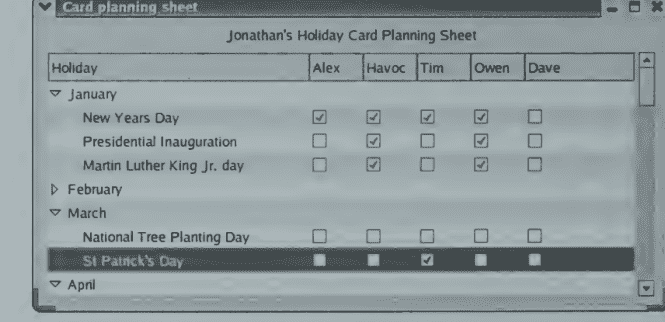 Card planning sheet
Jonathan's Holiday Card Planning Sheet
Holiday Alex Havoc Tim Owen Dave
January
New Years Day
Presidential Inauguration
Martin Luther King Jr. day
February
March
National Tree Planting Day
St Patrick's Day
April